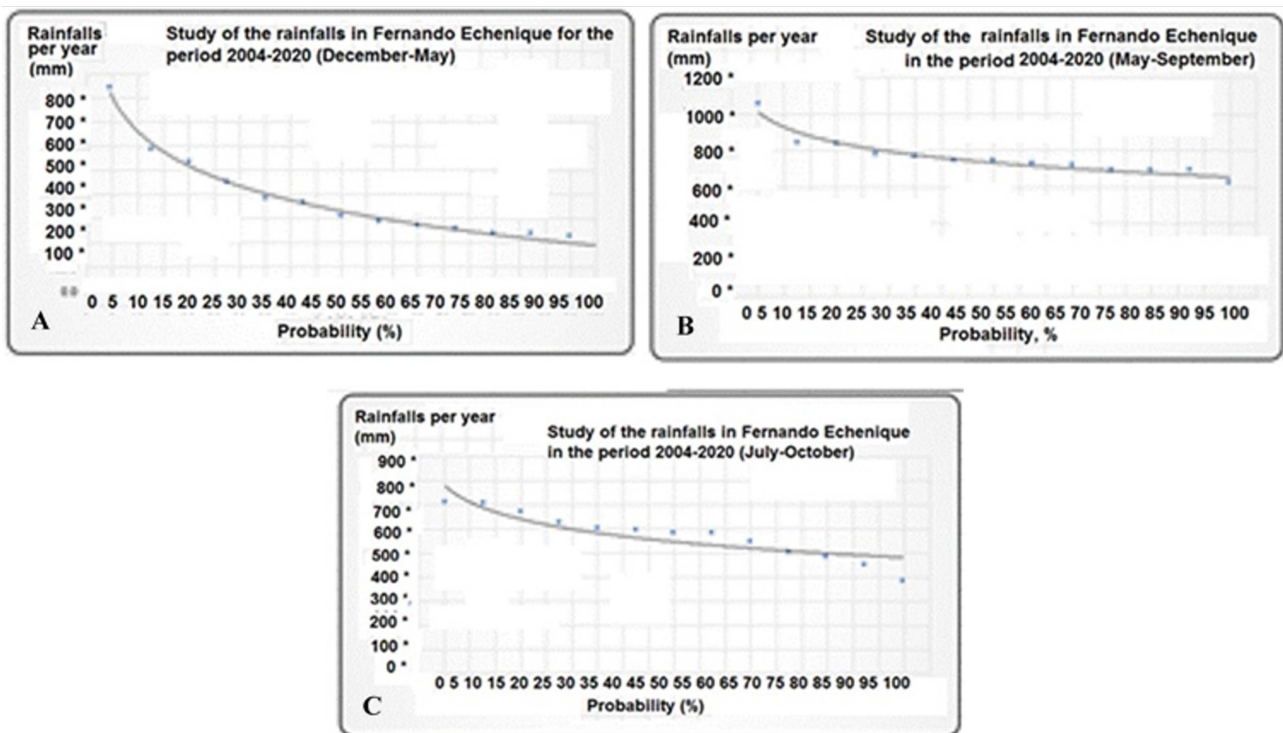 Rainfalls per year (mm)
Study of the rainfalls in Fernando Echenique for the
period 2004-2020 (December-May)
800 *
700 *
600 *
500 *
400 *
300 *
200 *
100 *
0 5 10 15 20 25 30 35 45 50 55 60 65 70 75 80 85 90 95 100
Probability (%)
A
Rainfalls per year
(mm)
Study of the rainfalls in Fernando Echenique
in the period 2004-2020 (May-September)
1200 *
1000 *
800 *
600 *
400 *
200 *
0 *
0 5 10 15 20 25 30 35 45 50 55 60 65 70 75 80 85 90 95 100
Probability, %
B
Rainfalls per year
(mm)
Study of the rainfalls in Fernando Echenique
in the period 2004-2020 (July-October)
900 *
800 *
700 *
600 *
500 *
400 *
300 *
200 *
100 *
0 *
0 5 10 15 20 25 30 35 45 50 55 60 65 70 75 80 85 90 95 100
Probability (%)
C